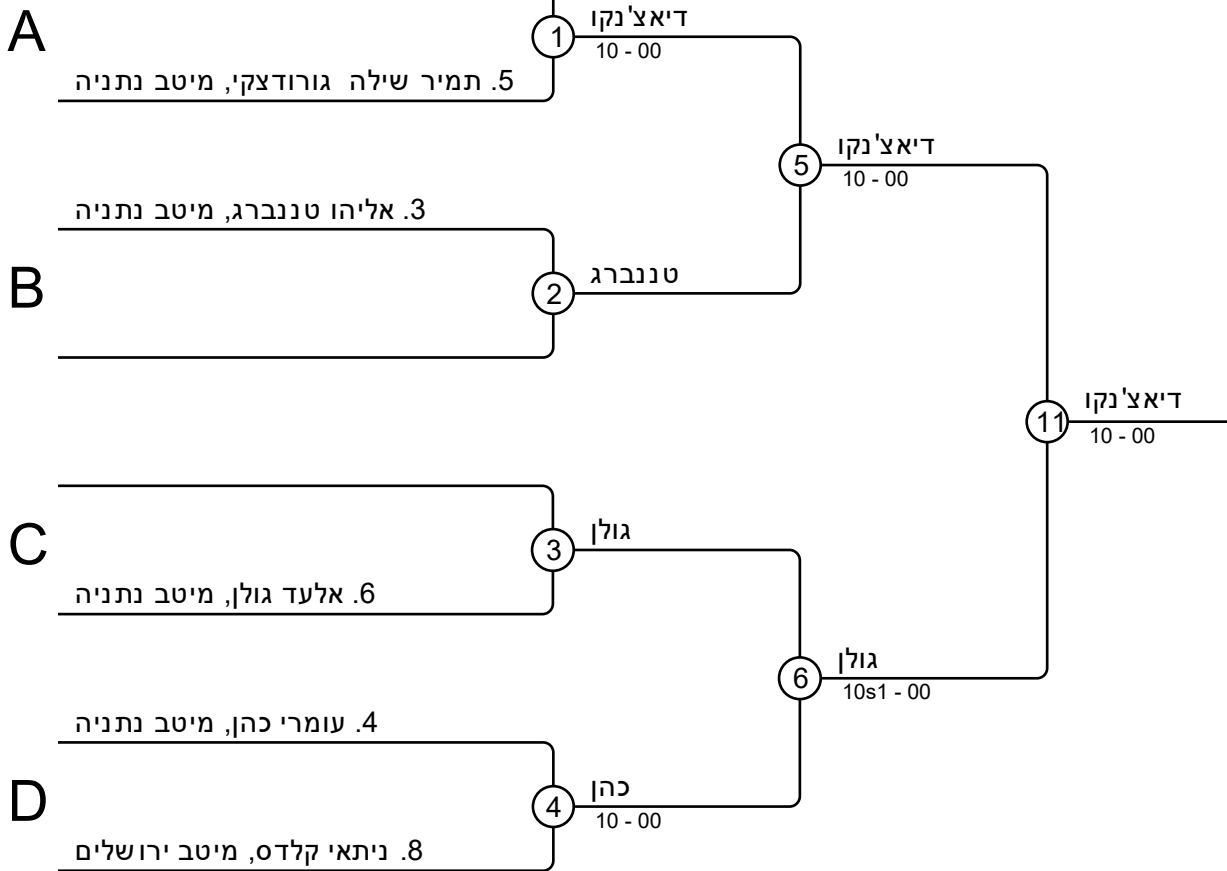 A
1
דיאצ'נקו
10 - 00
5. תמיר שילה גורודצקי, מיטב נתניה
5
דיאצ'נקו
10 - 00
3. אליהו טננברג, מיטב נתניה
B
2
טננברג
11
דיאצ'נקו
10 - 00
C
3
גולן
6. אלעד גולן, מיטב נתניה
6
גולן
10s1 - 00
4. עומרי כהן, מיטב נתניה
D
4
כהן
10 - 00
8. ניתאי קלדס, מיטב ירושלים